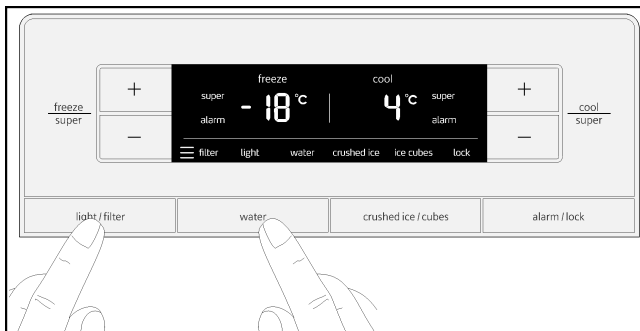 freeze
super
+
−
freeze
super
alarm
- 18 °C
cool
4 °C
super
alarm
filter light water crushed ice ice cubes lock
+
−
cool
super
light / filter
water
crushed ice / cubes
alarm / lock